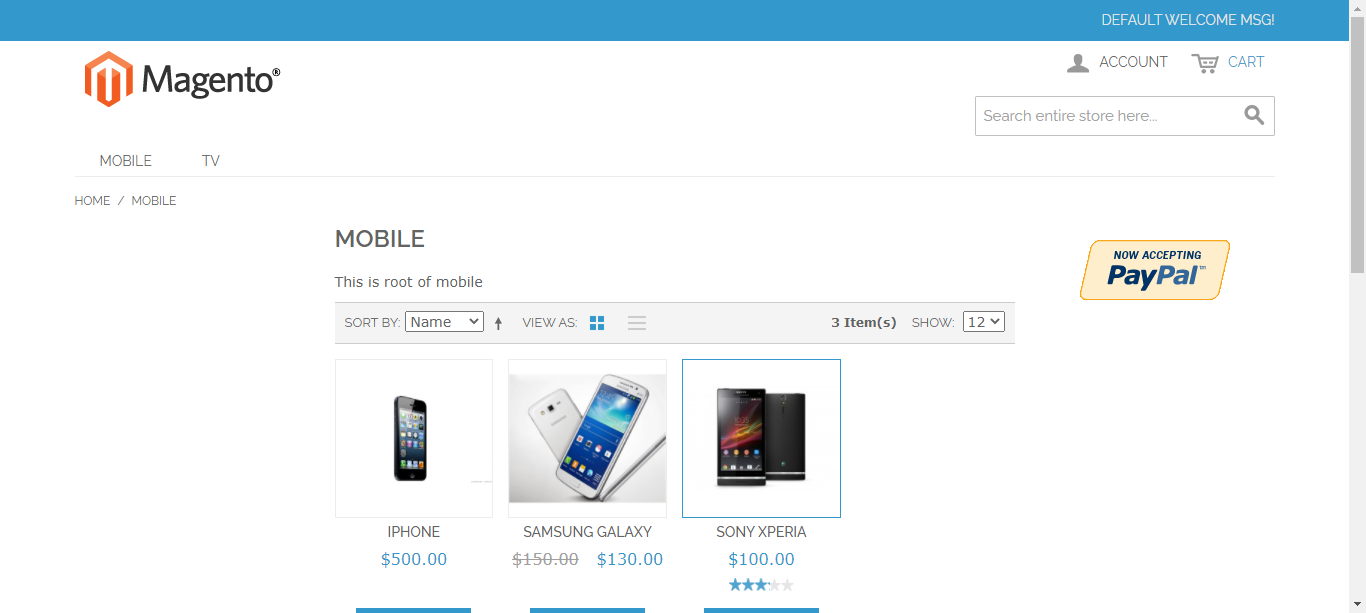 DEFAULT WELCOME MSG!
Magento®
ACCOUNT CART
Search entire store here...
MOBILE TV
HOME / MOBILE
MOBILE
NOW ACCEPTING
PayPal™
This is root of mobile
SORT BY: Name VIEW AS: 3 Item(s) SHOW: 12
IPHONE SAMSUNG GALAXY SONY XPERIA
$500.00 $150.00 $130.00 $100.00